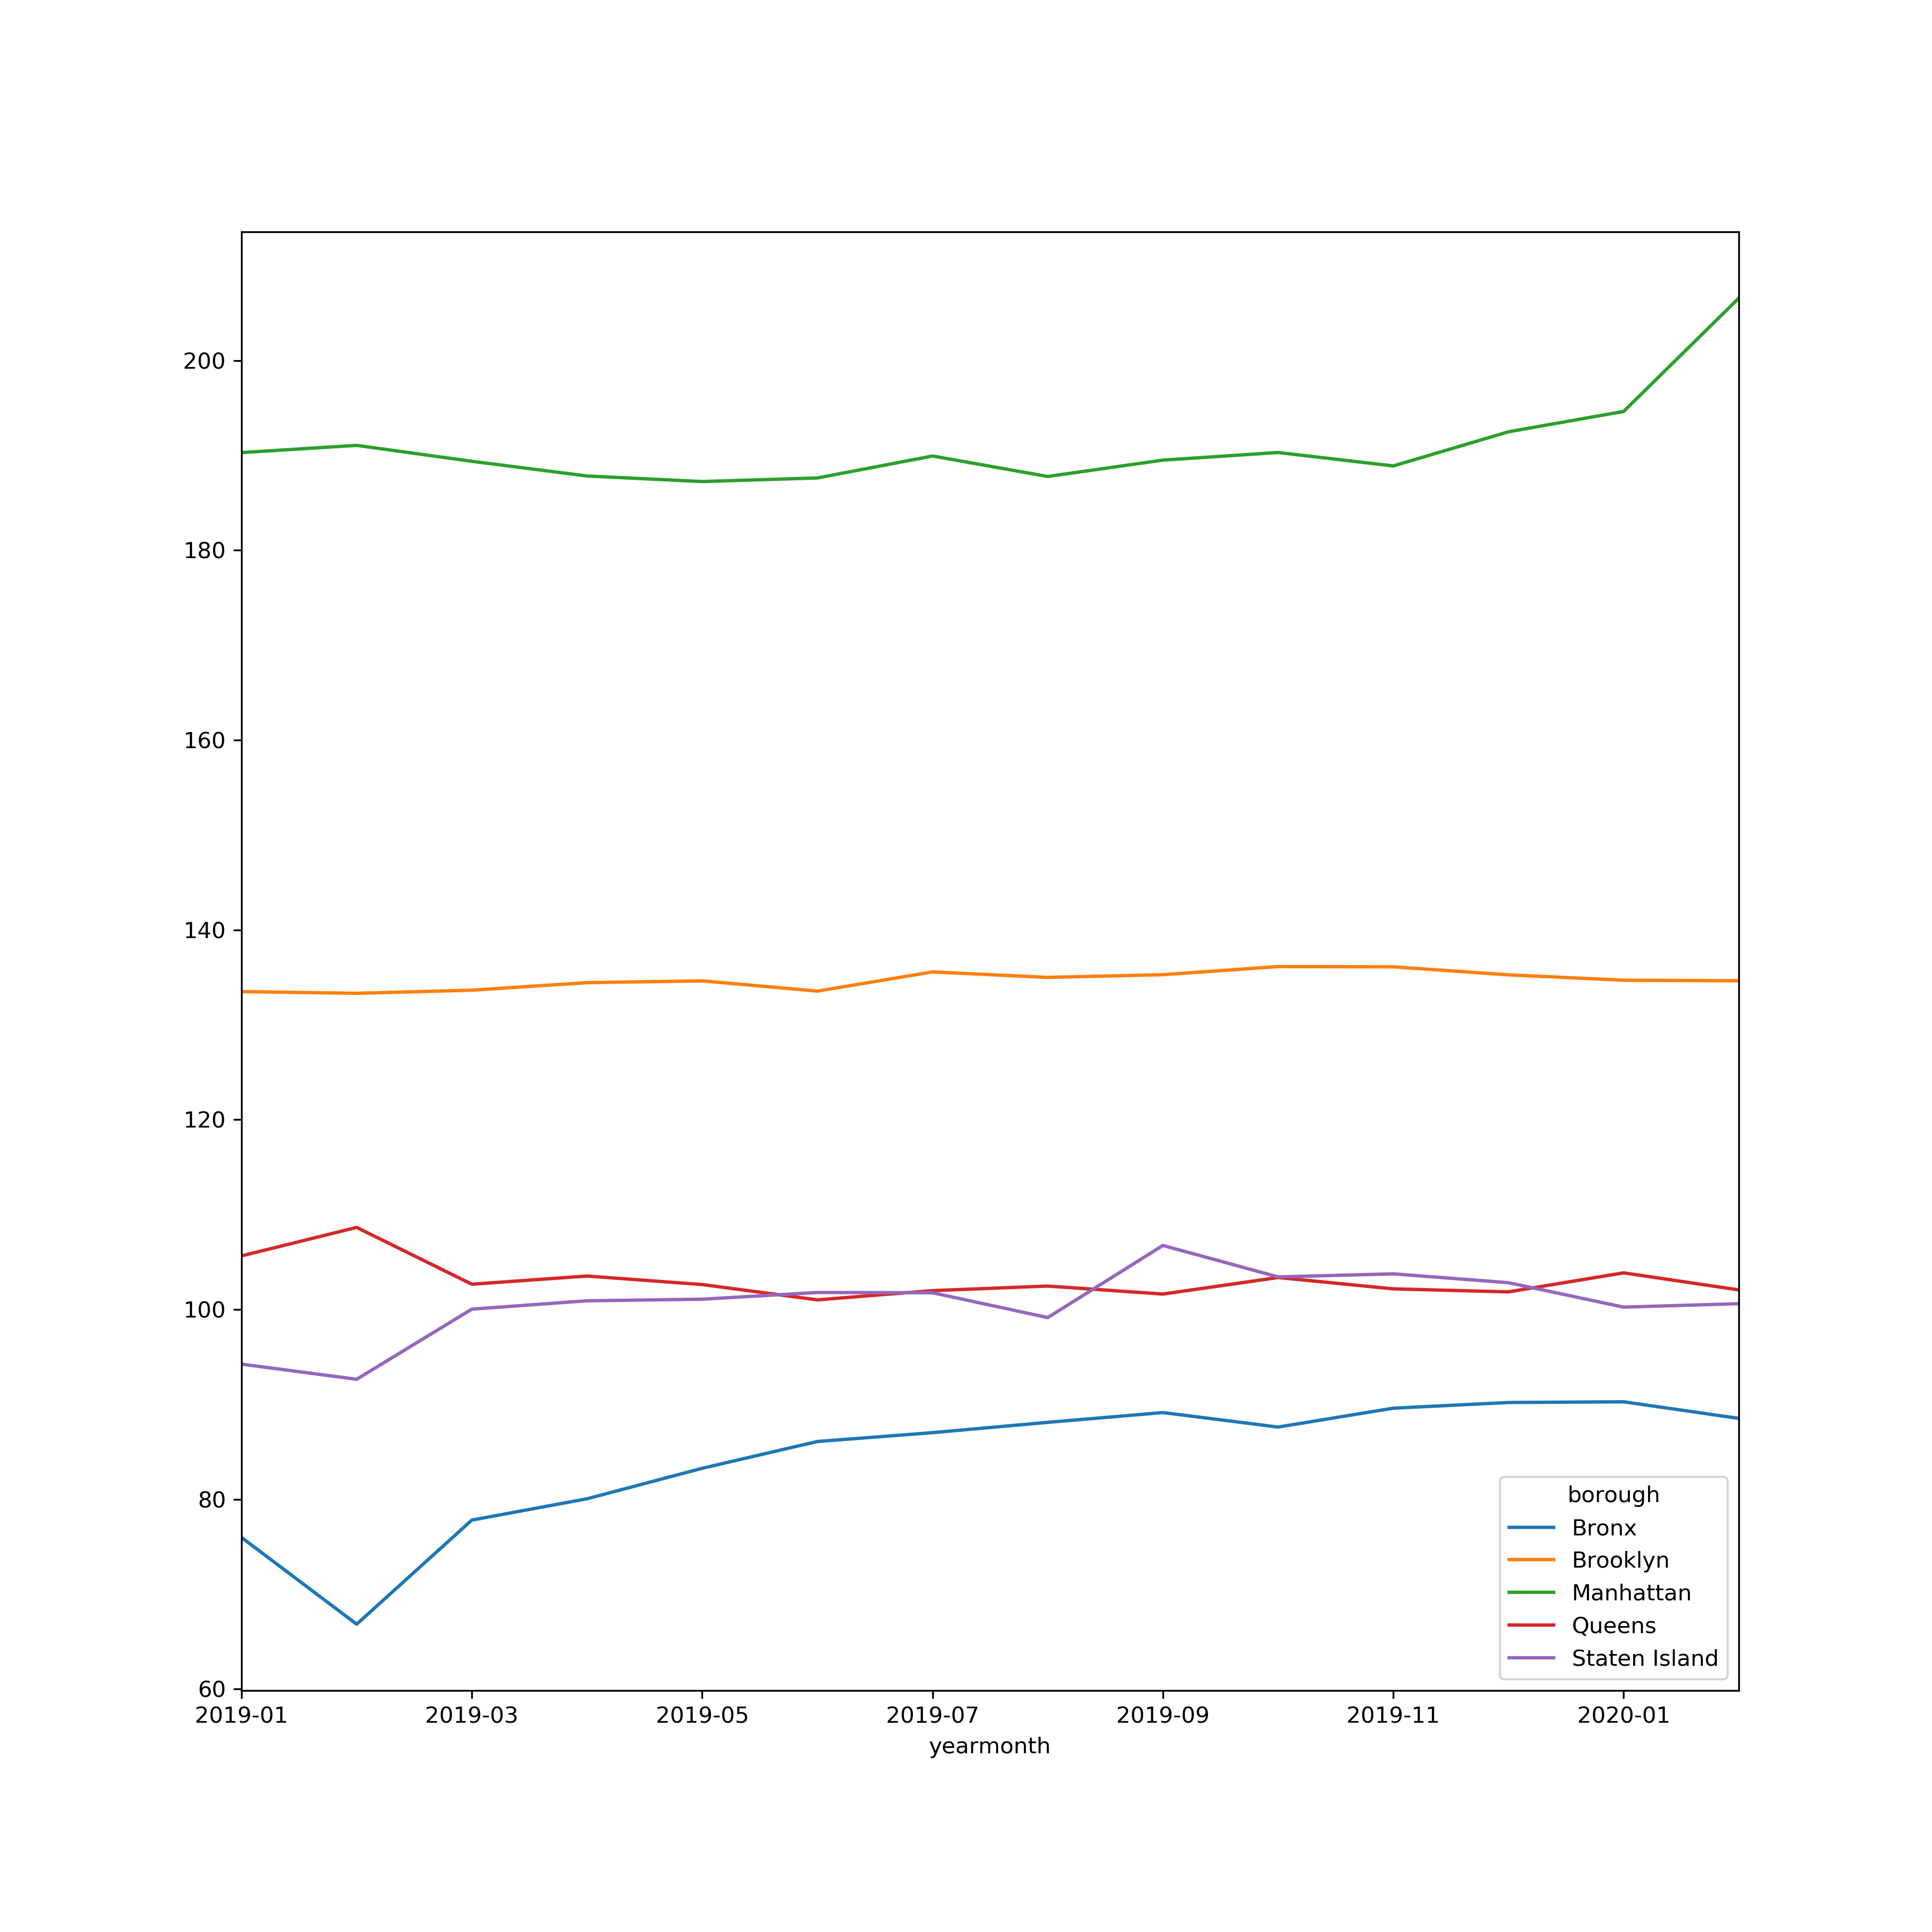 200
180
160
140
120
100
80
60
2019-01 2019-03 2019-05 2019-07 2019-09 2019-11 2020-01
yearmonth
borough
Bronx
Brooklyn
Manhattan
Queens
Staten Island